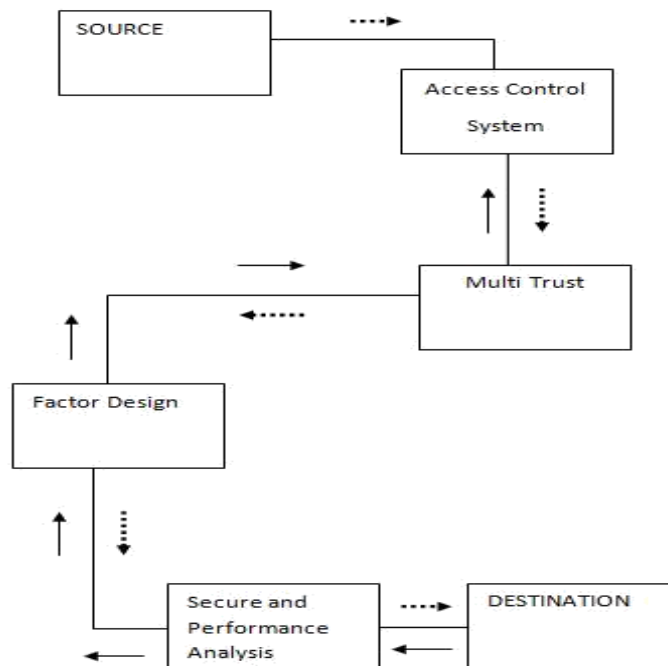 SOURCE
Access Control
System
Multi Trust
Factor Design
Secure and
Performance
Analysis
DESTINATION